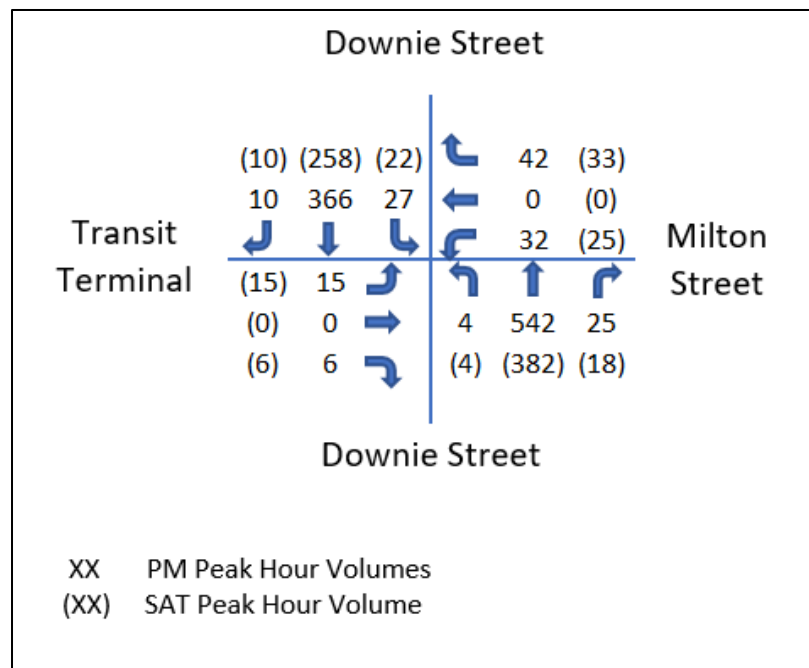 Downie Street
(10) (258) (22) 42 (33)
10 366 27 0 (0)
Transit Terminal
32 (25)
Milton Street
(15) 15
(0) 0 4 542 25
(6) 6 (4) (382) (18)
Downie Street
XX PM Peak Hour Volumes
(XX) SAT Peak Hour Volume